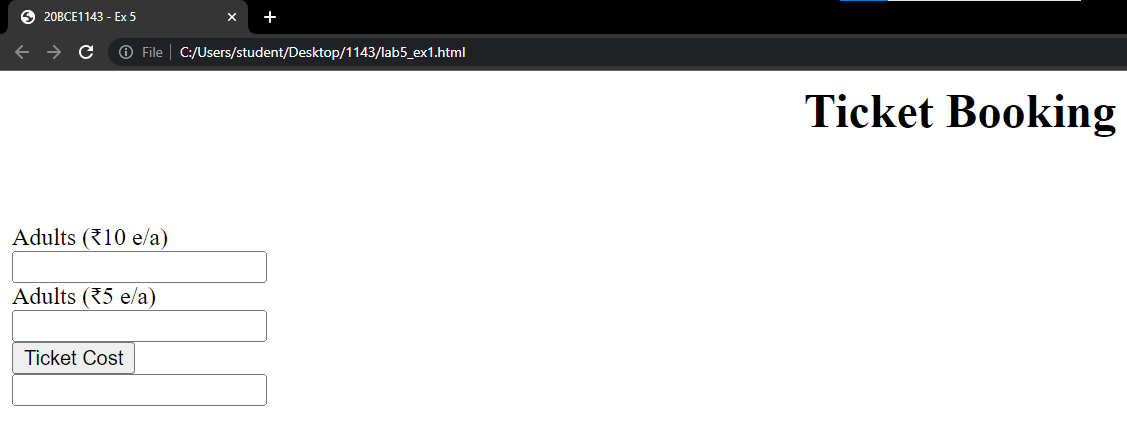 20BCE1143 - Ex 5
File C:/Users/student/Desktop/1143/lab5_ex1.html
Ticket Booking
Adults (₹10 e/a)
Adults (₹5 e/a)
Ticket Cost